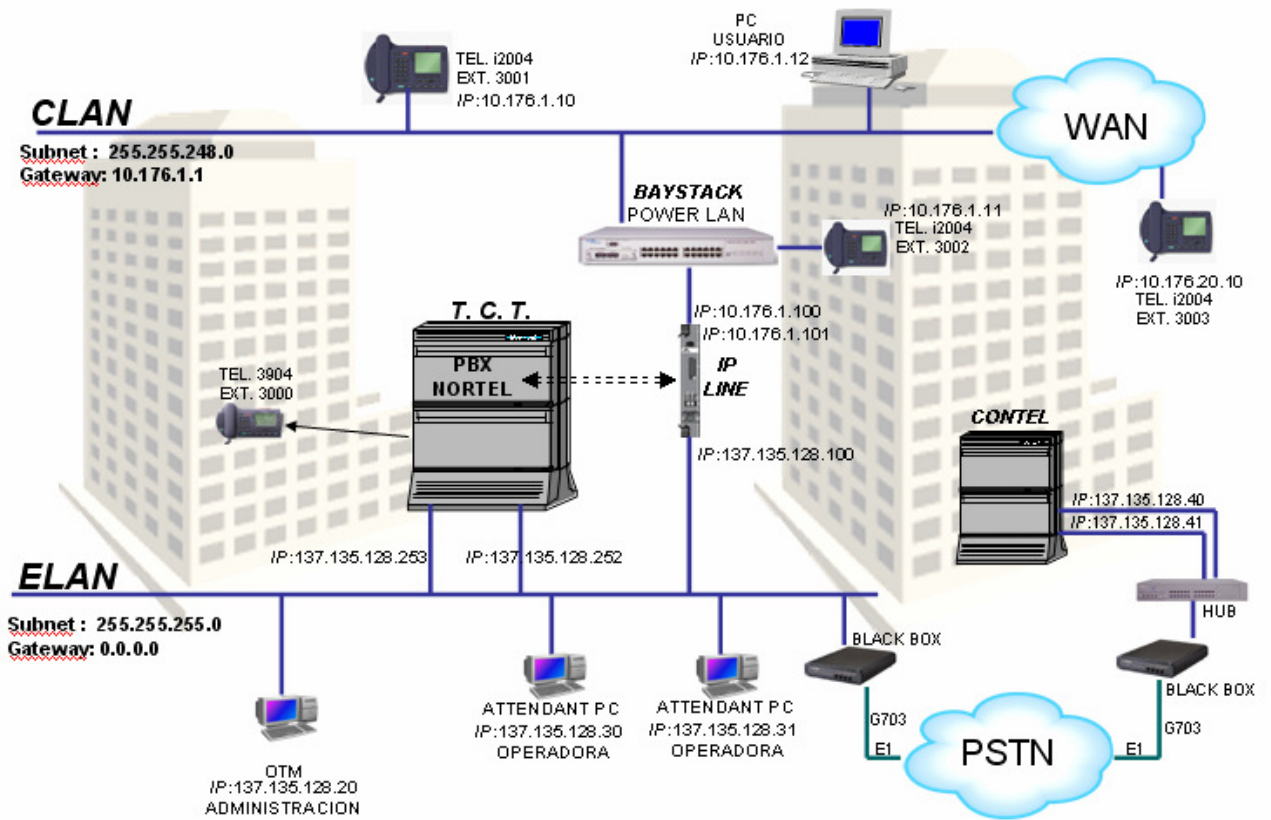 PC
USUARIO
IP:10.176.1.12
TEL. i2004
EXT. 3001
IP:10.176.1.10
CLAN
WAN
Subnet : 255.255.248.0
Gateway: 10.176.1.1
BAYSTACK
POWER LAN
IP:10.176.1.11
TEL. i2004
EXT. 3002
IP:10.176.20.10
TEL. i2004
EXT. 3003
T. C. T.
IP:10.176.1.100
IP:10.176.1.101
PBX
NORTEL
IP
LINE
TEL. 3904
EXT. 3000
CONTEL
IP:137.135.128.100
IP:137.135.128.40
IP:137.135.128.41
IP:137.135.128.253
IP:137.135.128.252
ELAN
HUB
Subnet : 255.255.255.0
Gateway: 0.0.0.0
BLACK BOX
BLACK BOX
ATTENDANT PC
IP:137.135.128.30
OPERADORA
ATTENDANT PC
IP:137.135.128.31
OPERADORA
G703
E1
PSTN
G703
E1
OTM
IP:137.135.128.20
ADMINISTRACION